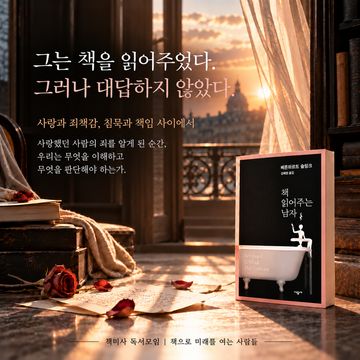 그는 책을 읽어주었다.
그러나 대답하지 않았다.
사랑과 죄책감, 침묵과 책임 사이에서
사랑했던 사람의 죄를 알게 된 순간,
우리는 무엇을 이해하고
무엇을 판단해야 하는가.
베른하르트 슐링크
책
읽어주는
남자
책미사 독서모임 | 책으로 미래를 여는 사람들